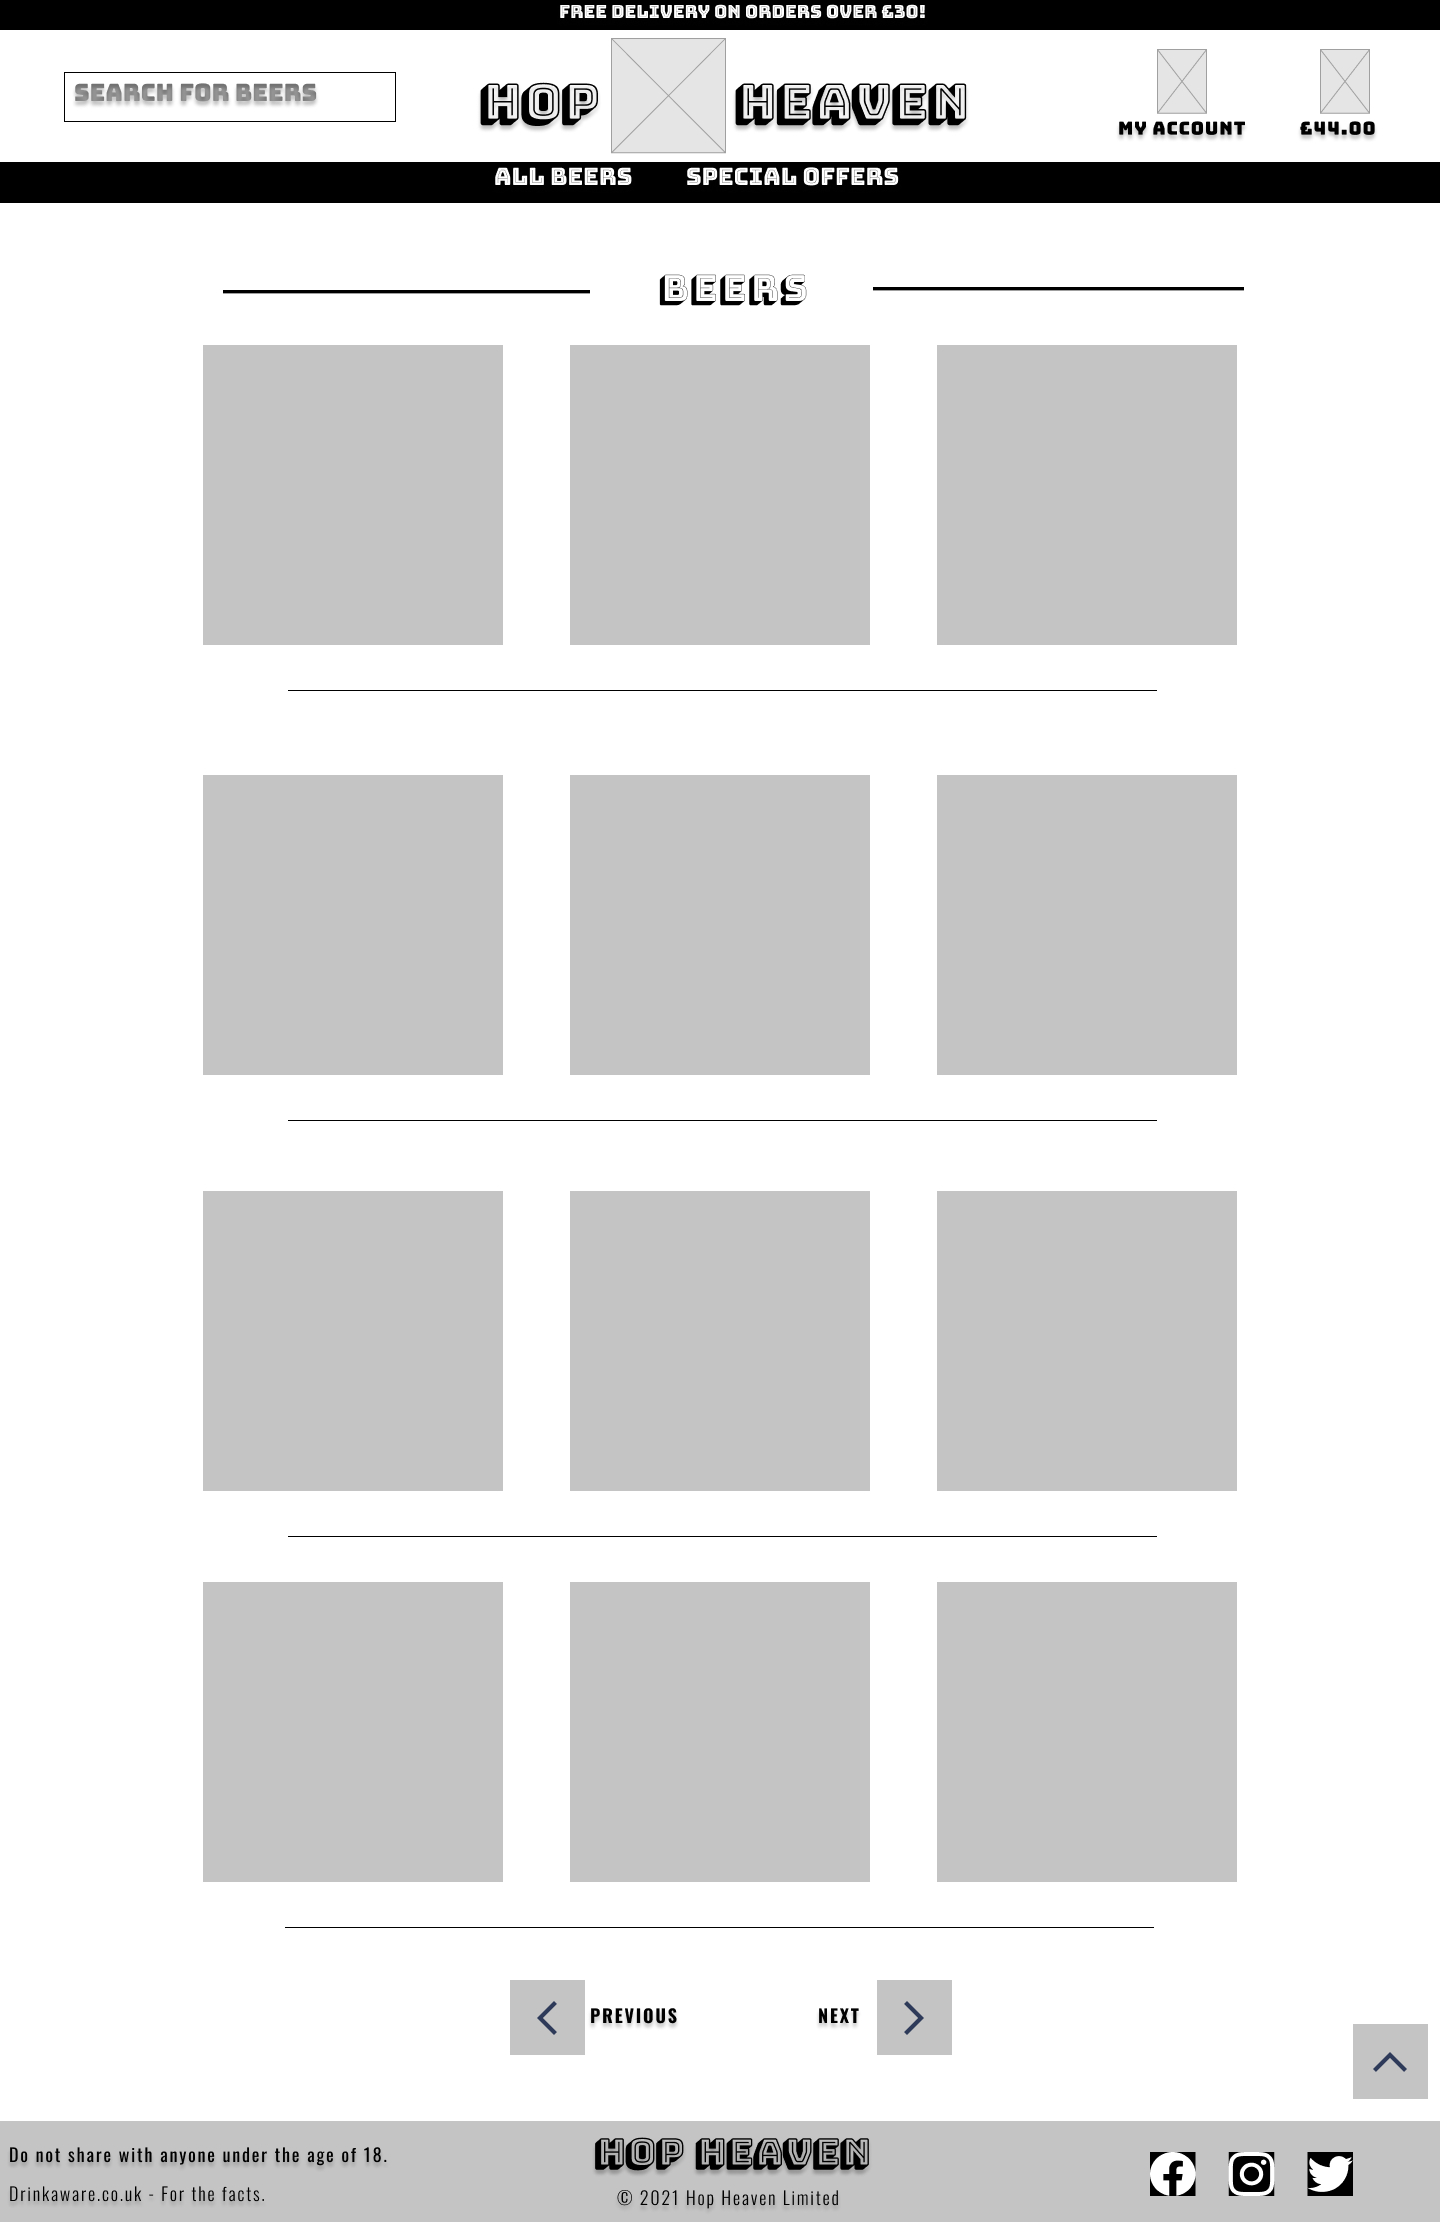 FREE DELIVERY ON ORDERS OVER £30!
SEARCH FOR BEERS
HOP HEAVEN
MY ACCOUNT
£44.00
ALL BEERS
SPECIAL OFFERS
BEERS
PREVIOUS
NEXT
Do not share with anyone under the age of 18.
Drinkaware.co.uk - For the facts.
HOP HEAVEN
© 2021 Hop Heaven Limited